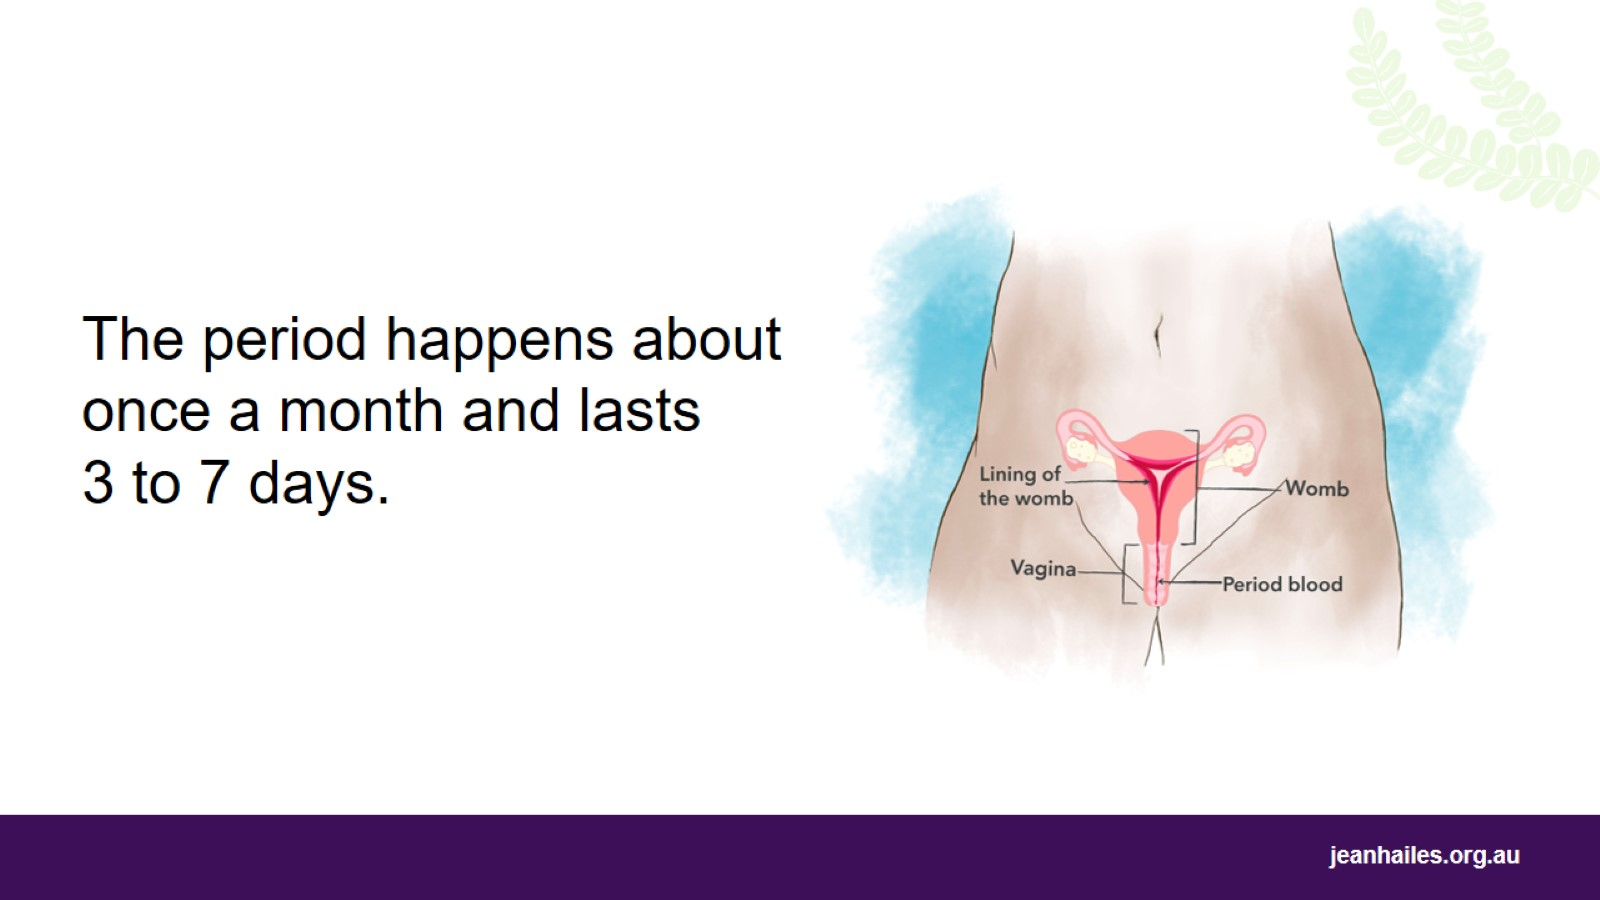 The period happens about
once a month and lasts
3 to 7 days.
Lining of
the womb
Womb
Vagina
Period blood
jeanhailes.org.au